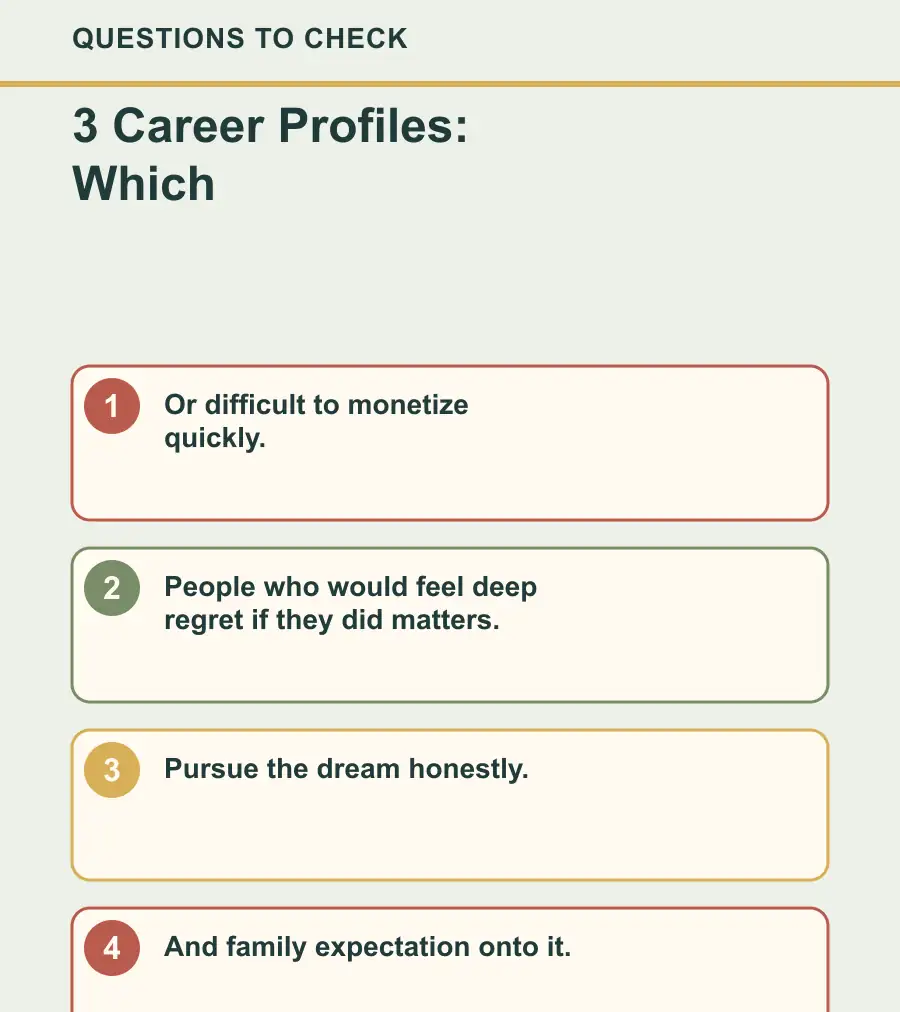 QUESTIONS TO CHECK
3 Career Profiles:
Which
1
Or difficult to monetize
quickly.
2
People who would feel deep
regret if they did matters.
3
Pursue the dream honestly.
4
And family expectation onto it.